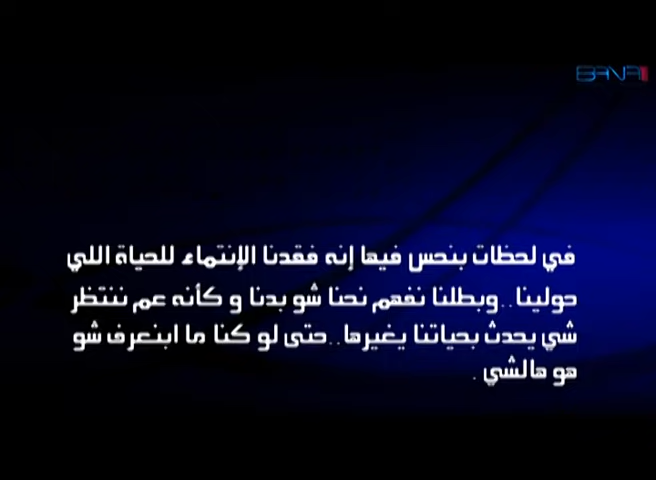 BANA
في لحظات بنحس فيها إنه فقدنا الإنتماء للحياة اللي
حولينا..وبطلنا نفهم نحنا شو بدنا و كأنه عم ننتظر
شي يحدث بحياتنا يغيرها..حتى لو كنا ما ابنعرف شو
هو هالشي .